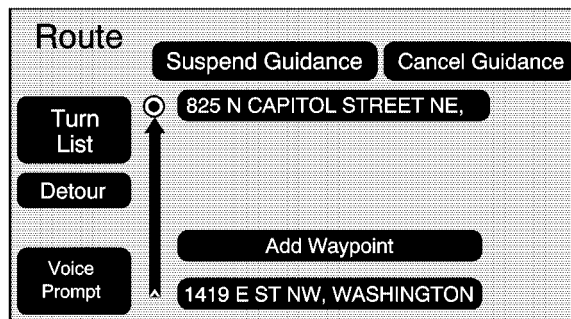 Route
Suspend Guidance
Cancel Guidance
Turn
List
825 N CAPITOL STREET NE,
Detour
Add Waypoint
Voice
Prompt
1419 E ST NW, WASHINGTON